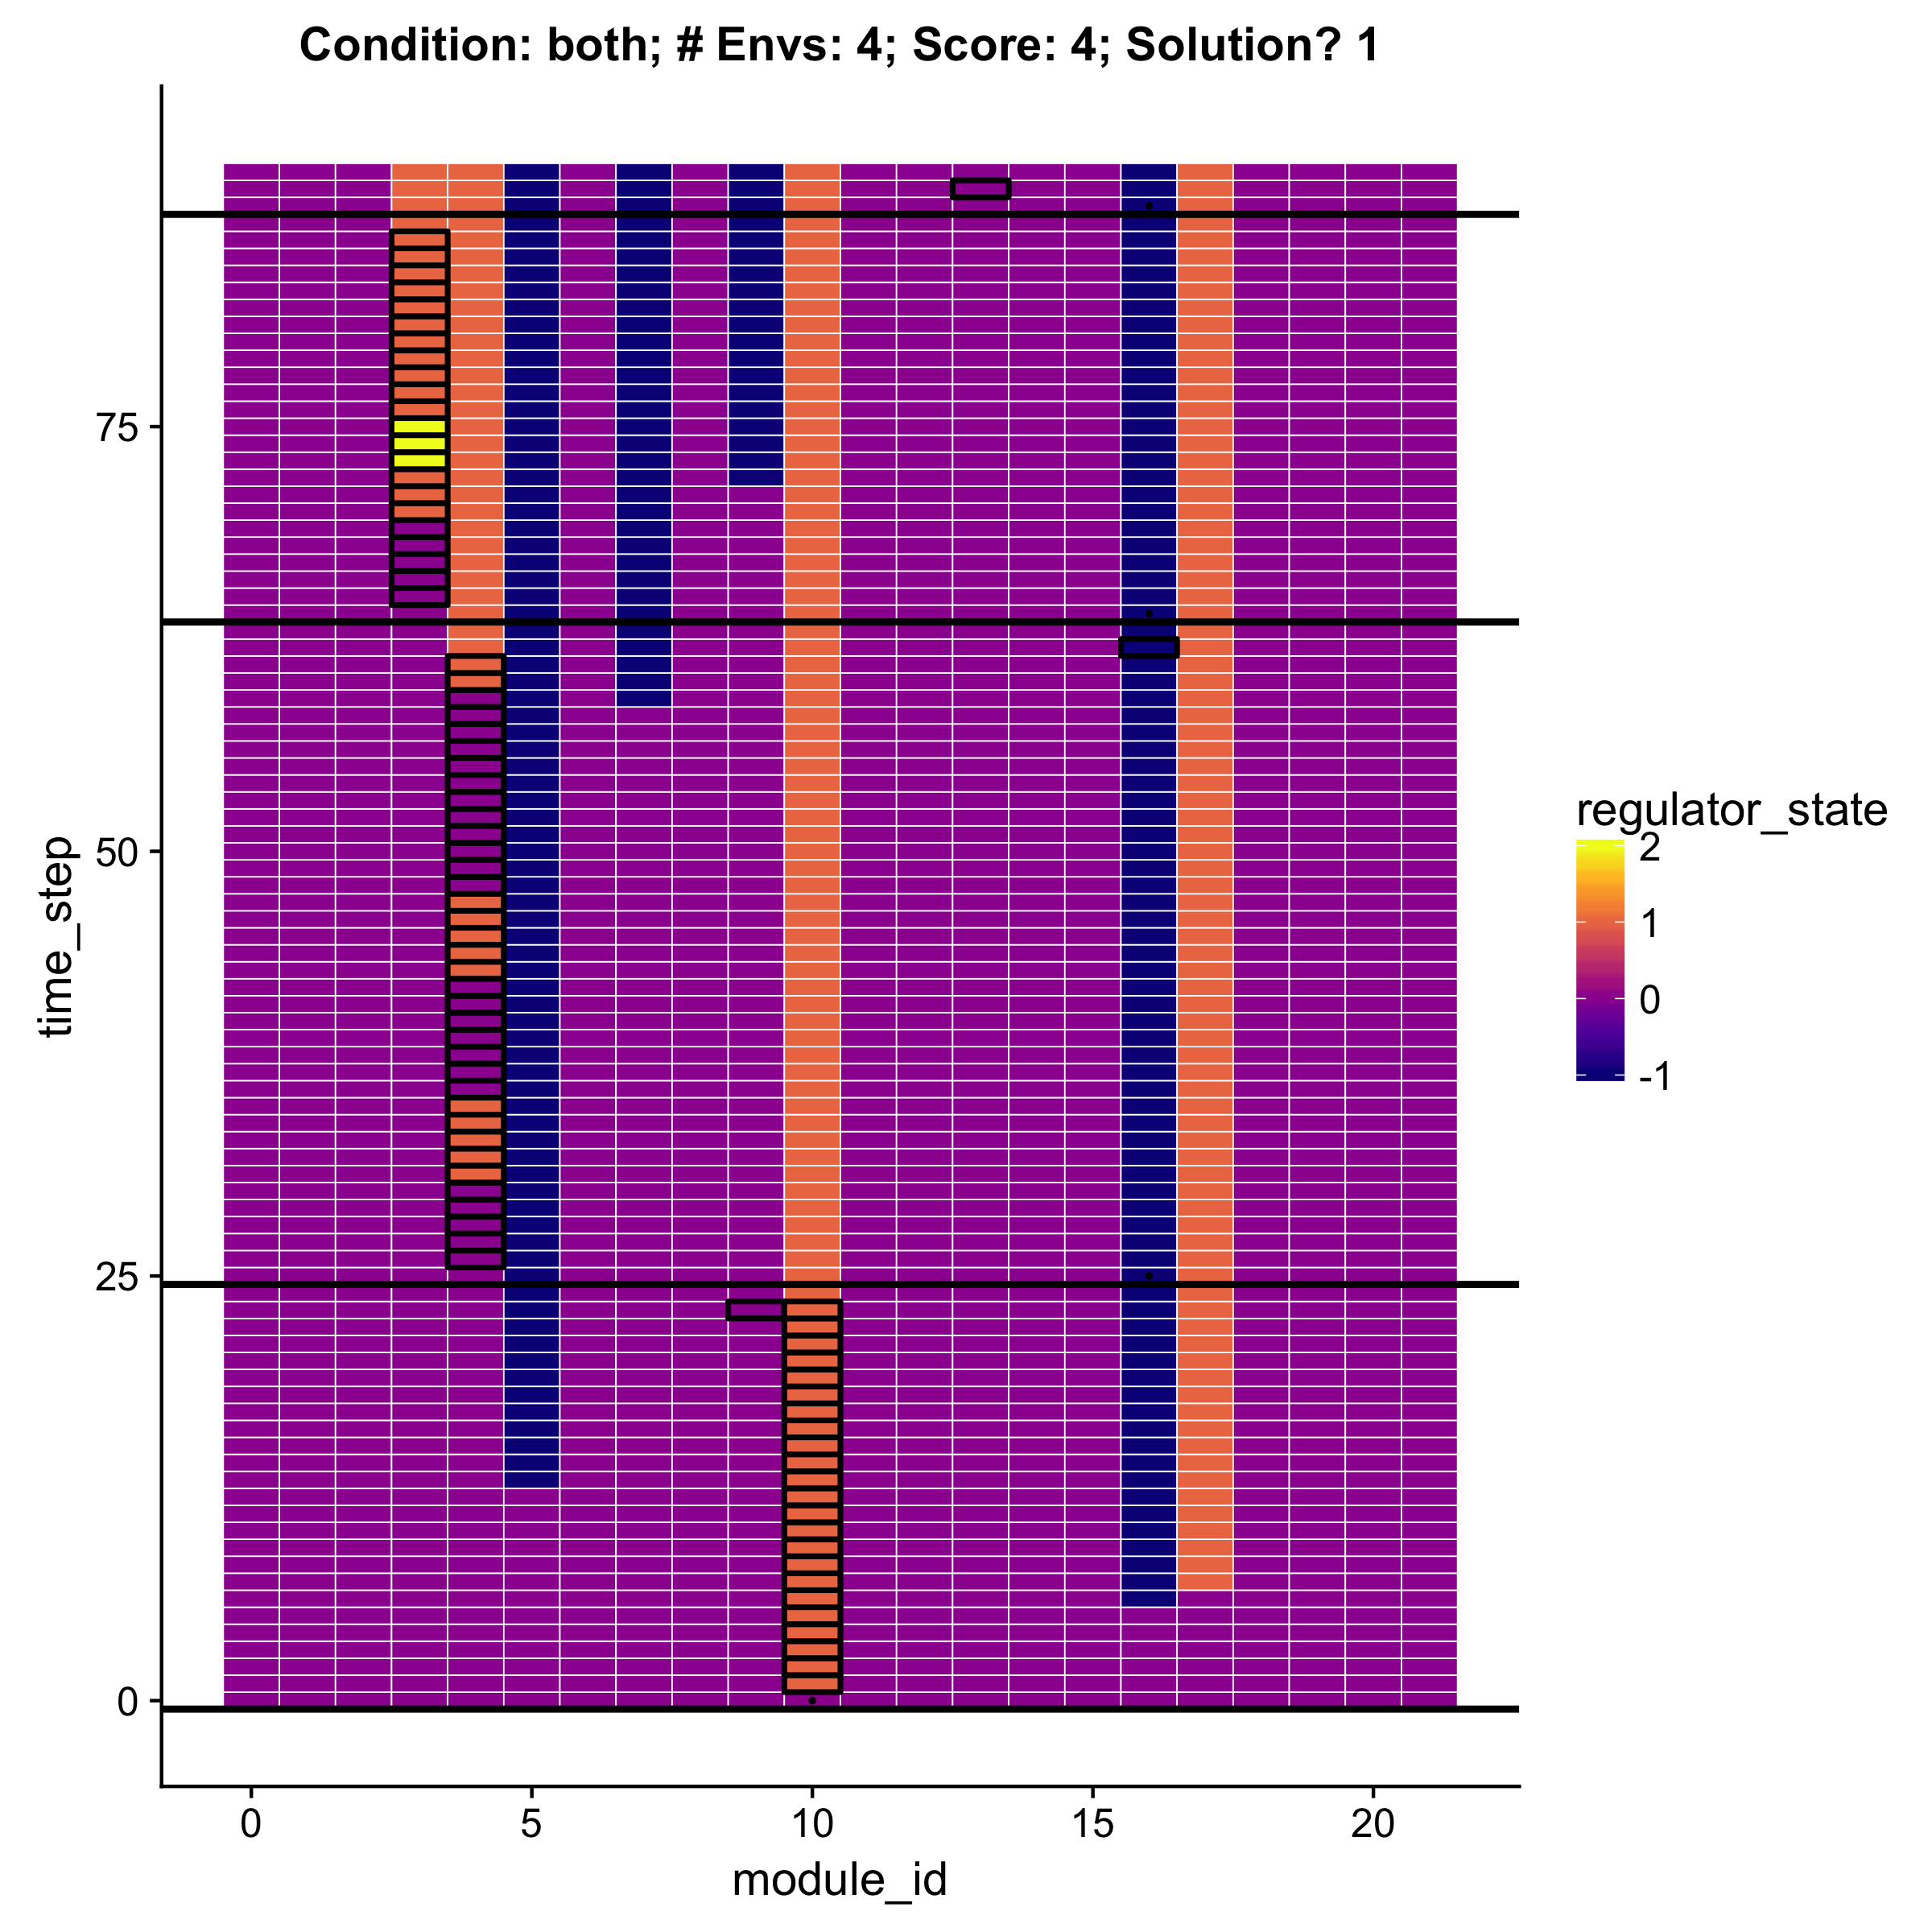 Condition: both; # Envs: 4; Score: 4; Solution? 1
time_step
75
50
25
0
0 5 10 15 20
module_id
regulator_state
2
1
0
-1